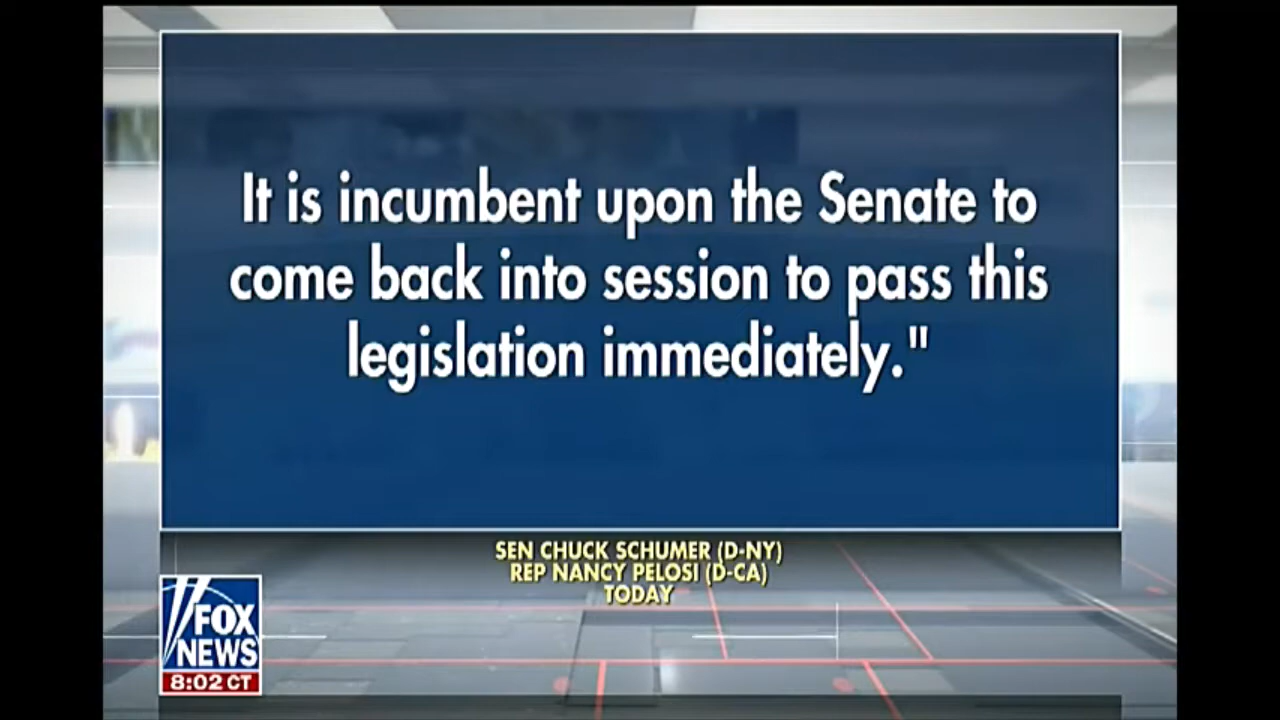 It is incumbent upon the Senate to
come back into session to pass this
legislation immediately."
SEN CHUCK SCHUMER (D-NY)
REP NANCY PELOSI (D-CA)
TODAY
FOX
NEWS
8:02 CT